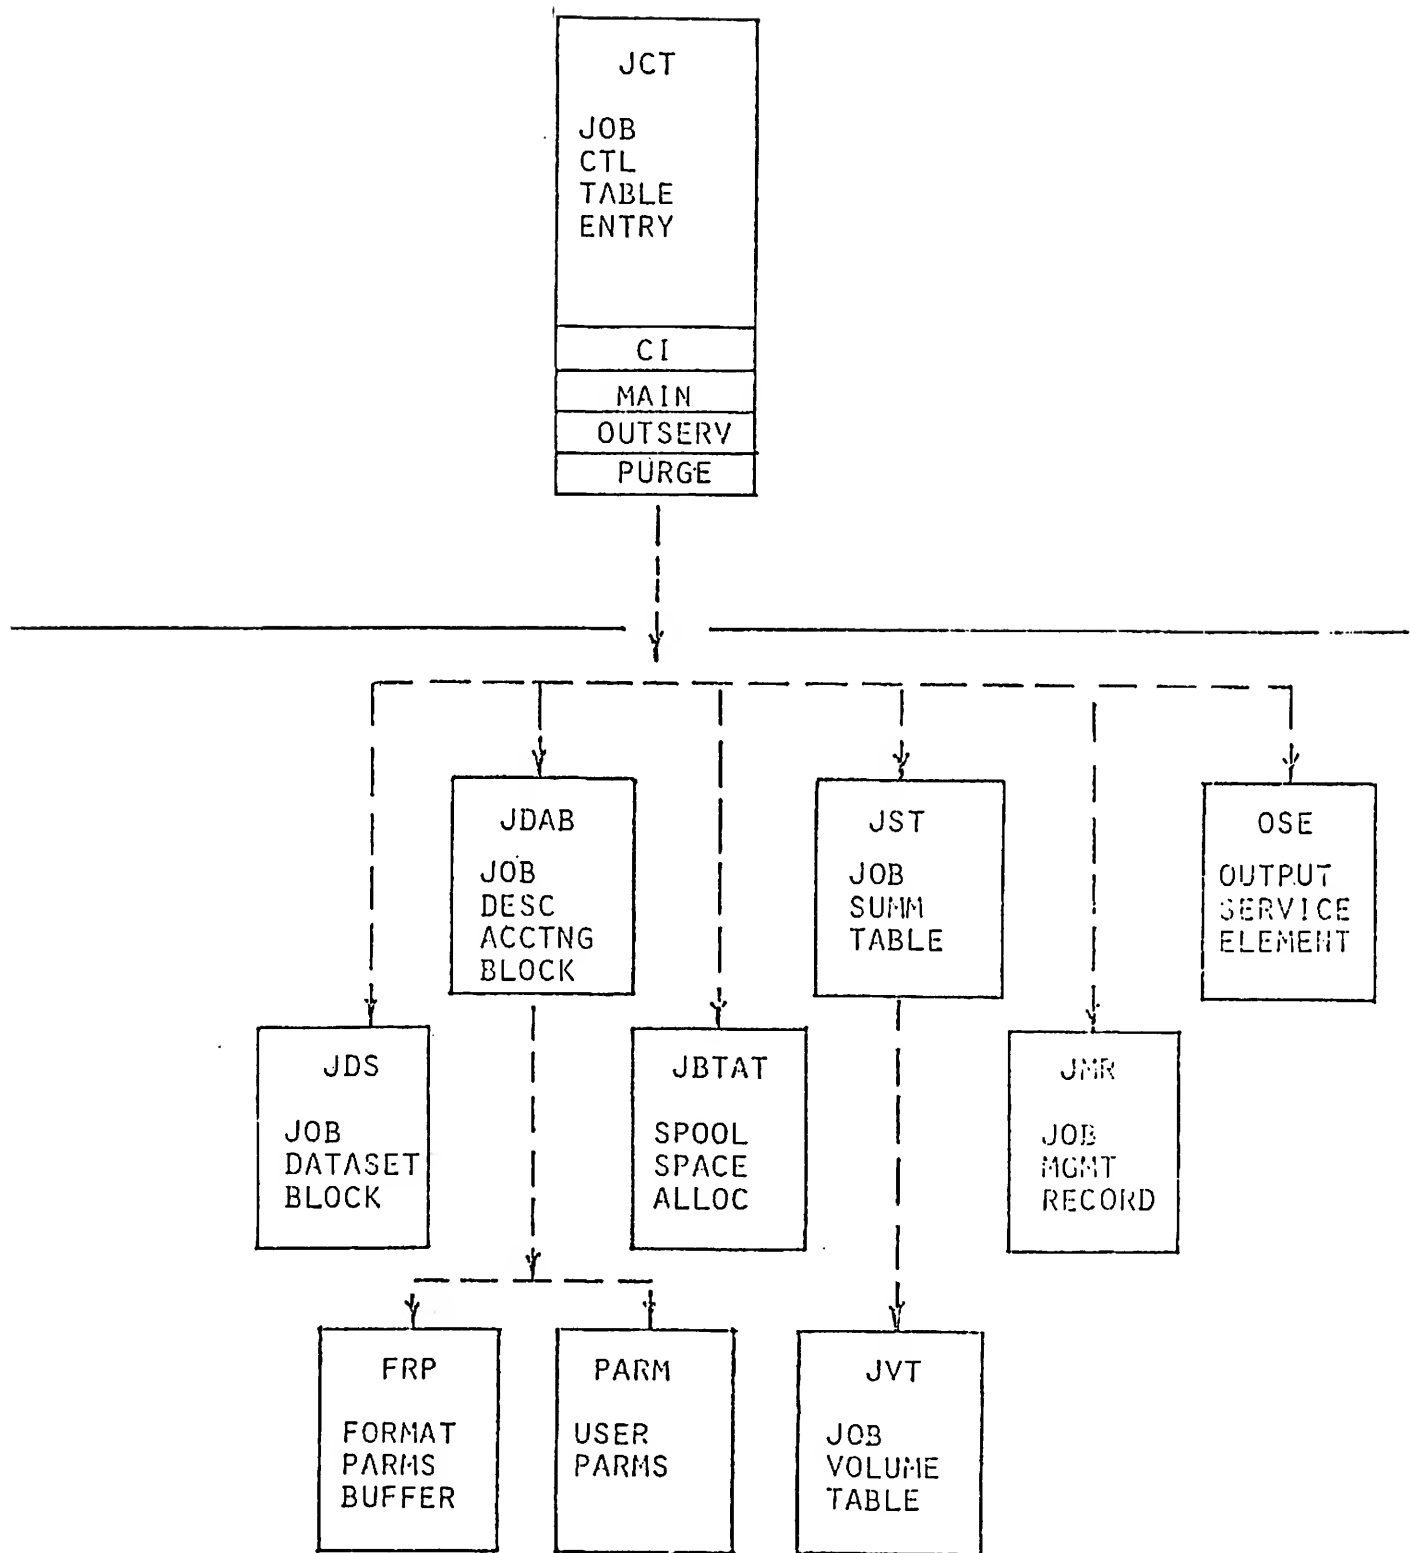 JCT
JOB
CTL
TABLE
ENTRY
CI
MAIN
OUTSERV
PURGE
JDAB
JOB
DESC
ACCTNG
BLOCK
JST
JOB
SUMM
TABLE
OSE
OUTPUT
SERVICE
ELEMENT
JDS
JOB
DATASET
BLOCK
JBTAT
SPOOL
SPACE
ALLOC
JMR
JOB
MGMT
RECORD
FRP
FORMAT
PARMS
BUFFER
PARM
USER
PARMS
JVT
JOB
VOLUME
TABLE